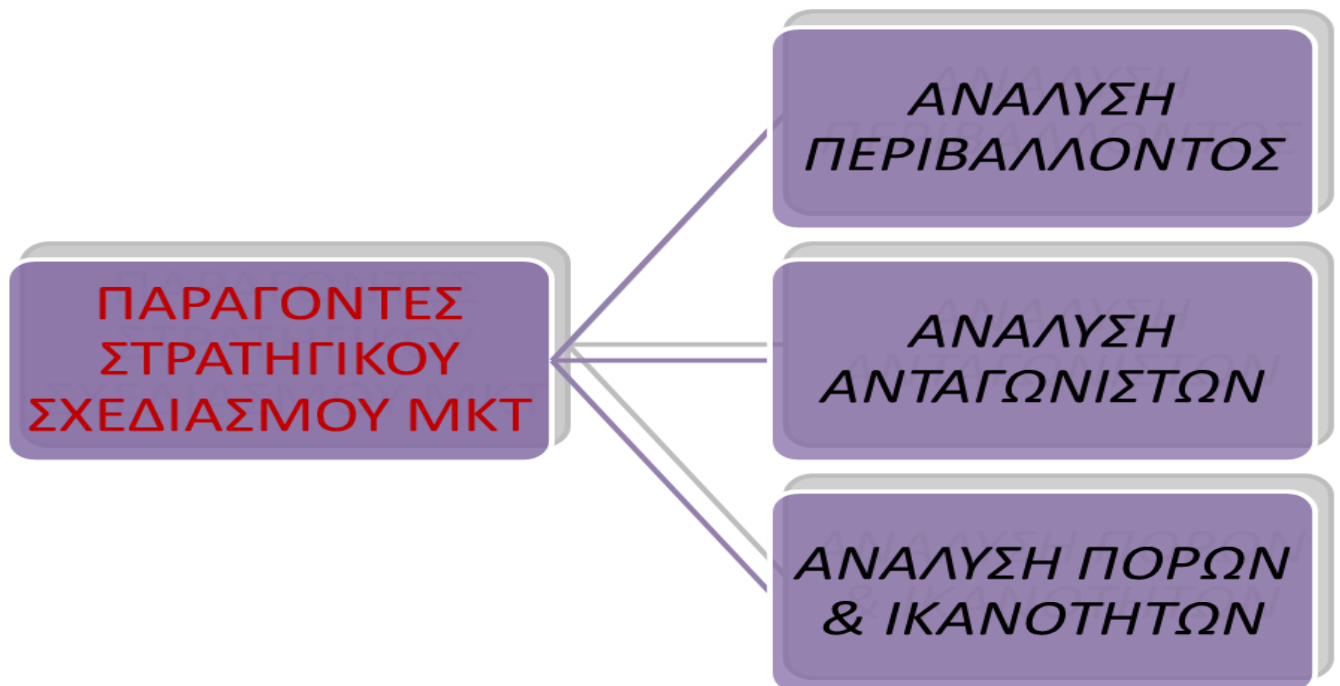 ΠΑΡΑΓΟΝΤΕΣ
ΣΤΡΑΤΗΓΙΚΟΥ
ΣΧΕΔΙΑΣΜΟΥ ΜΚΤ
ΑΝΑΛΥΣΗ
ΠΕΡΙΒΑΛΛΟΝΤΟΣ
ΑΝΑΛΥΣΗ
ΑΝΤΑΓΩΝΙΣΤΩΝ
ΑΝΑΛΥΣΗ ΠΟΡΩΝ
& ΙΚΑΝΟΤΗΤΩΝ